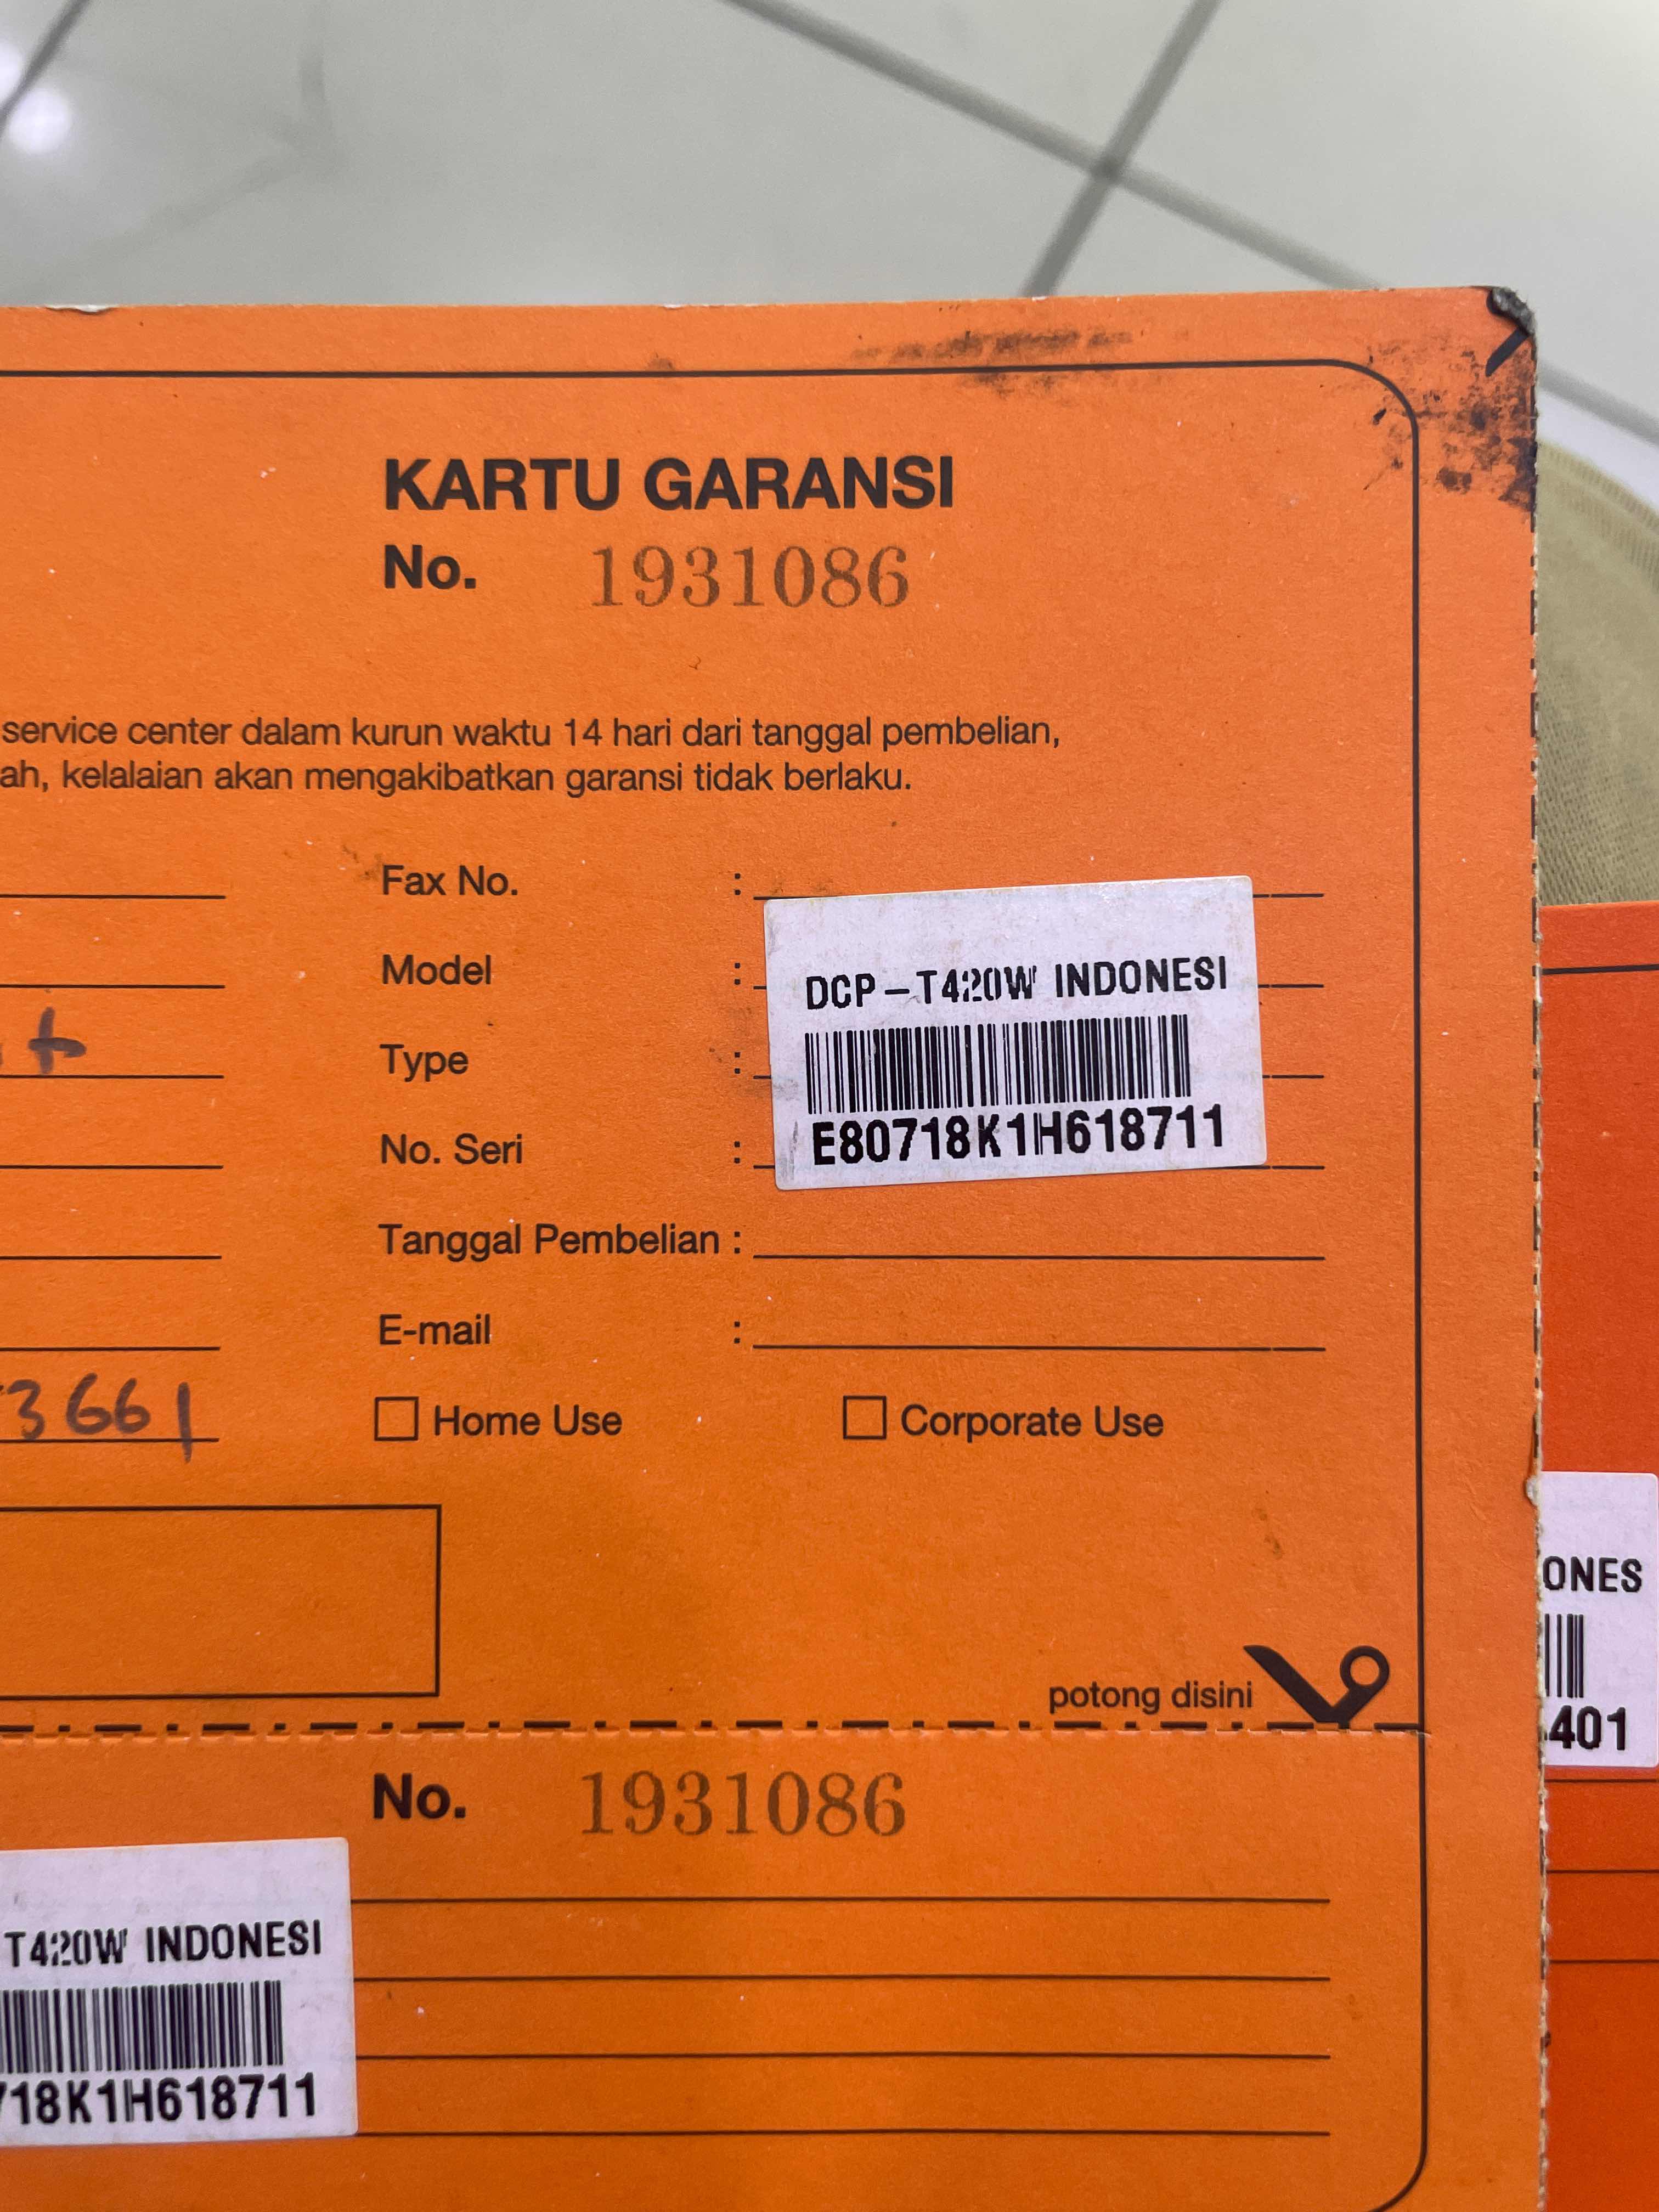 KARTU GARANSI
No. 1931086
service center dalam kurun waktu 14 hari dari tanggal pembelian,
ah, kelalaian akan mengakibatkan garansi tidak berlaku.
Fax No. :
Model : DCP-T420W INDONESI
Type :
No. Seri : E80718K1H618711
Tanggal Pembelian :
E-mail :
3661
Home Use
Corporate Use
ONES
401
potong disini
No. 1931086
T420W INDONESI
718K1H618711